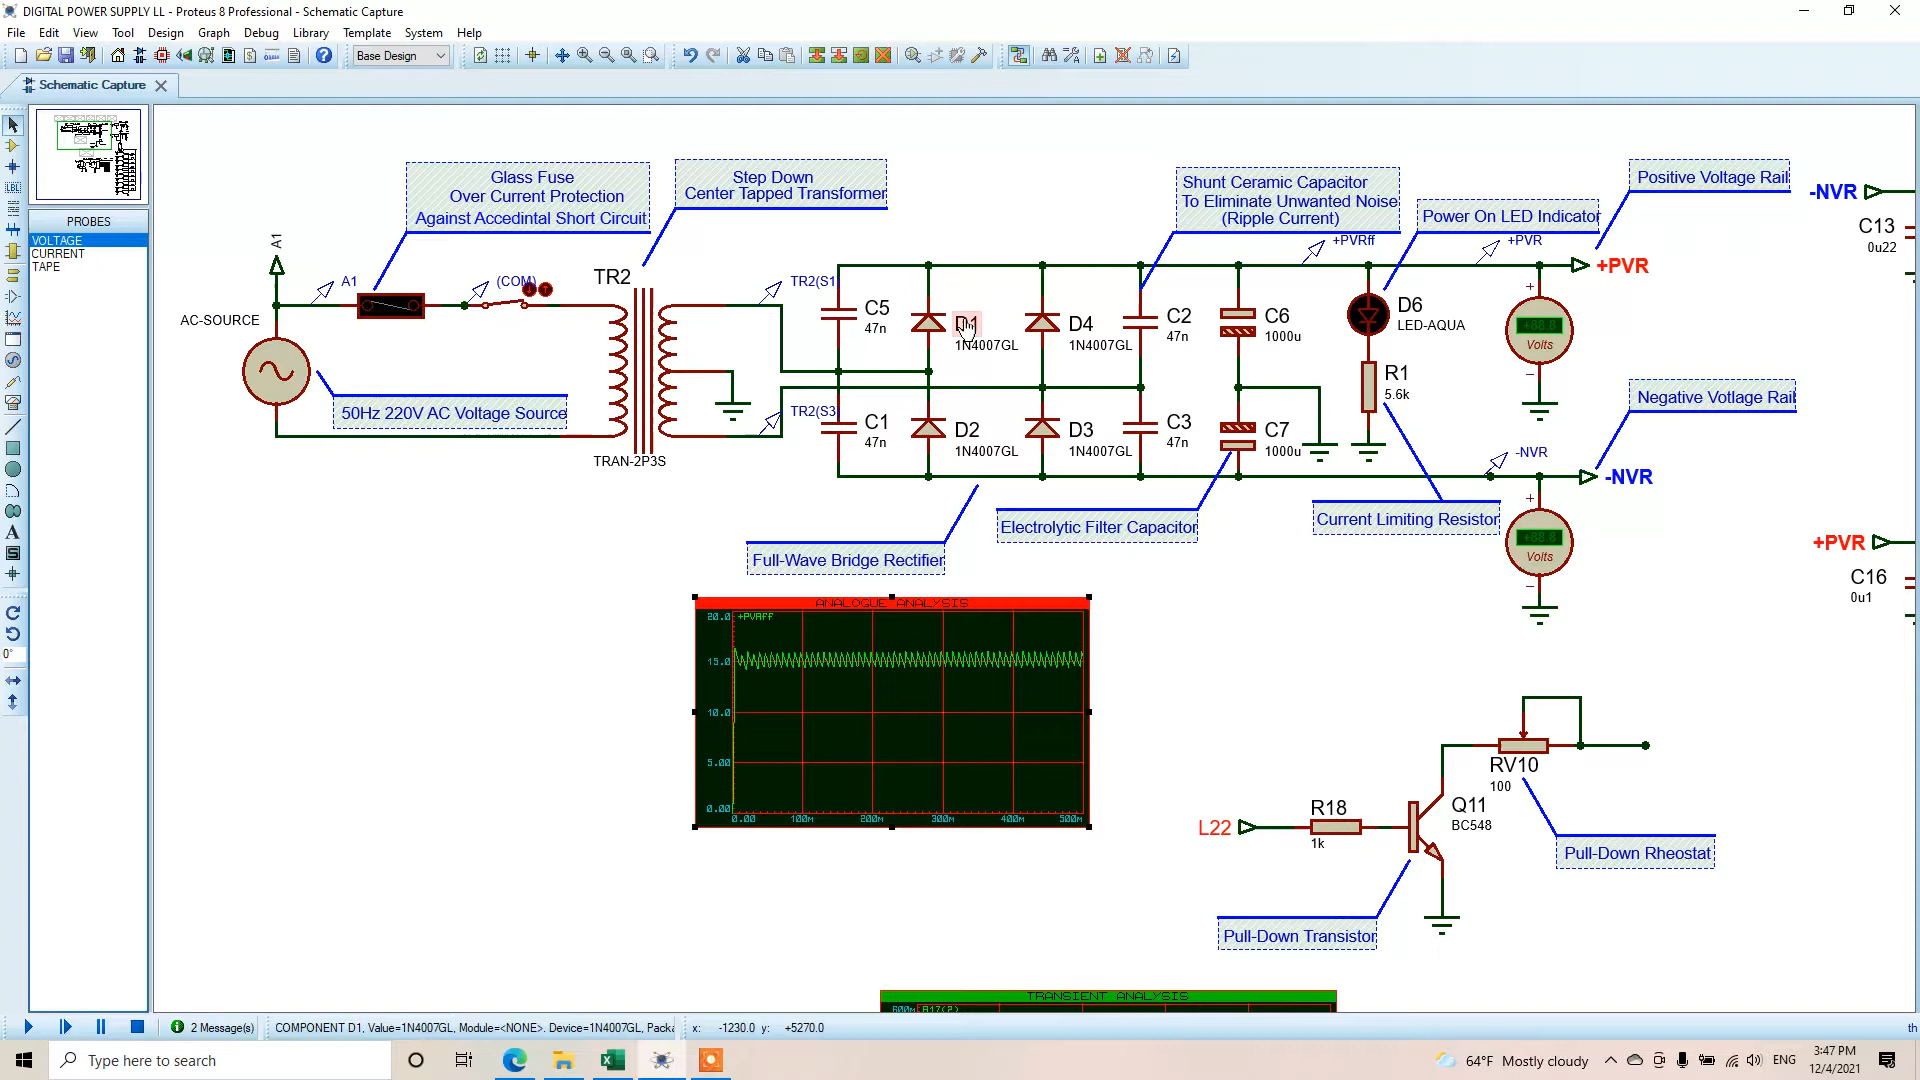 DIGITAL POWER SUPPLY LL - Proteus 8 Professional - Schematic Capture
File Edit View Tool Design Graph Debug Library Template System Help
Base Design
Schematic Capture
PROBES
VOLTAGE
CURRENT
TAPE
0°
Glass Fuse
Over Current Protection
Against Accedintal Short Circuit
Step Down
Center Tapped Transformer
Shunt Ceramic Capacitor
To Eliminate Unwanted Noise
(Ripple Current)
Power On LED Indicator
Positive Voltage Rail
-NVR
C13
0u22
A1
A1
(COM)
TR2
TR2(S1)
+PVRff
+PVR
+PVR
AC-SOURCE
C5
47n
D1
1N4007GL
D4
1N4007GL
C2
47n
C6
1000u
D6
LED-AQUA
+88.8
Volts
R1
5.6k
50Hz 220V AC Voltage Source
TR2(S3)
Negative Votlage Rail
C1
47n
D2
1N4007GL
D3
1N4007GL
C3
47n
C7
1000u
TRAN-2P3S
-NVR
-NVR
Electrolytic Filter Capacitor
Current Limiting Resistor
+88.8
Volts
Full-Wave Bridge Rectifier
+PVR
C16
0u1
ANALOGUE ANALYSIS
+PVRff
20.0
15.0
10.0
5.00
0.00
0.00 100m 200m 300m 400m 500m
RV10
100
L22
R18
1k
Q11
BC548
Pull-Down Rheostat
Pull-Down Transistor
TRANSIENT ANALYSIS
600m R17(2)
2 Message(s) COMPONENT D1, Value=1N4007GL, Module=<NONE>. Device=1N4007GL, Packa x: -1230.0 y: +5270.0 th
Type here to search
64°F Mostly cloudy ENG 3:47 PM
12/4/2021